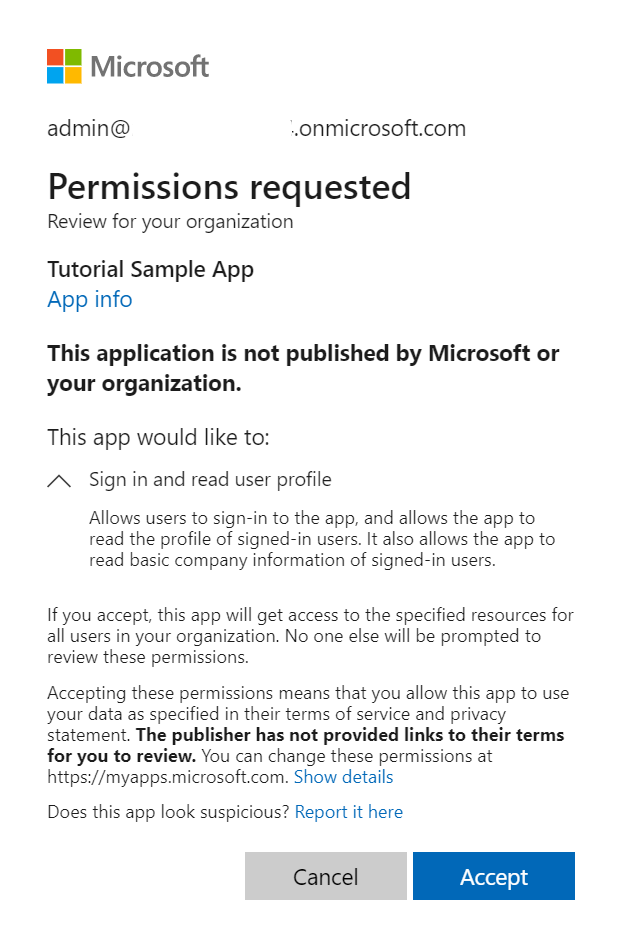 Microsoft
admin@ .onmicrosoft.com
Permissions requested
Review for your organization
Tutorial Sample App
App info
This application is not published by Microsoft or
your organization.
This app would like to:
Sign in and read user profile
Allows users to sign-in to the app, and allows the app to
read the profile of signed-in users. It also allows the app to
read basic company information of signed-in users.
If you accept, this app will get access to the specified resources for
all users in your organization. No one else will be prompted to
review these permissions.
Accepting these permissions means that you allow this app to use
your data as specified in their terms of service and privacy
statement. The publisher has not provided links to their terms
for you to review. You can change these permissions at
https://myapps.microsoft.com. Show details
Does this app look suspicious? Report it here
Cancel Accept